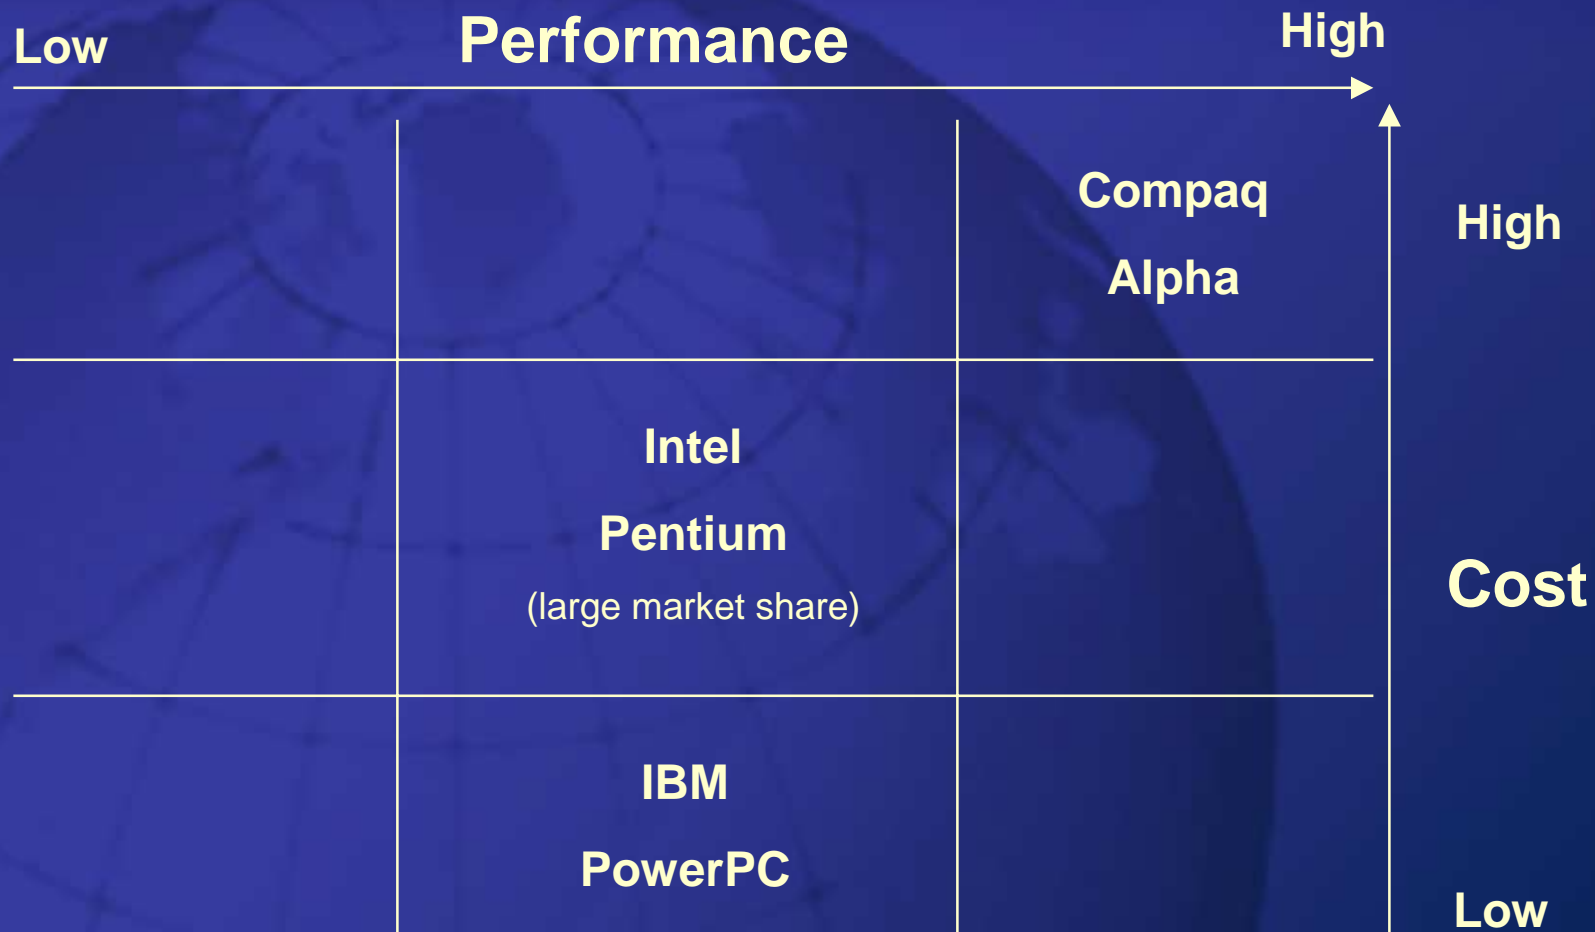 Low
Performance
High
Compaq
Alpha
High
Intel
Pentium
(large market share)
Cost
IBM
PowerPC
Low